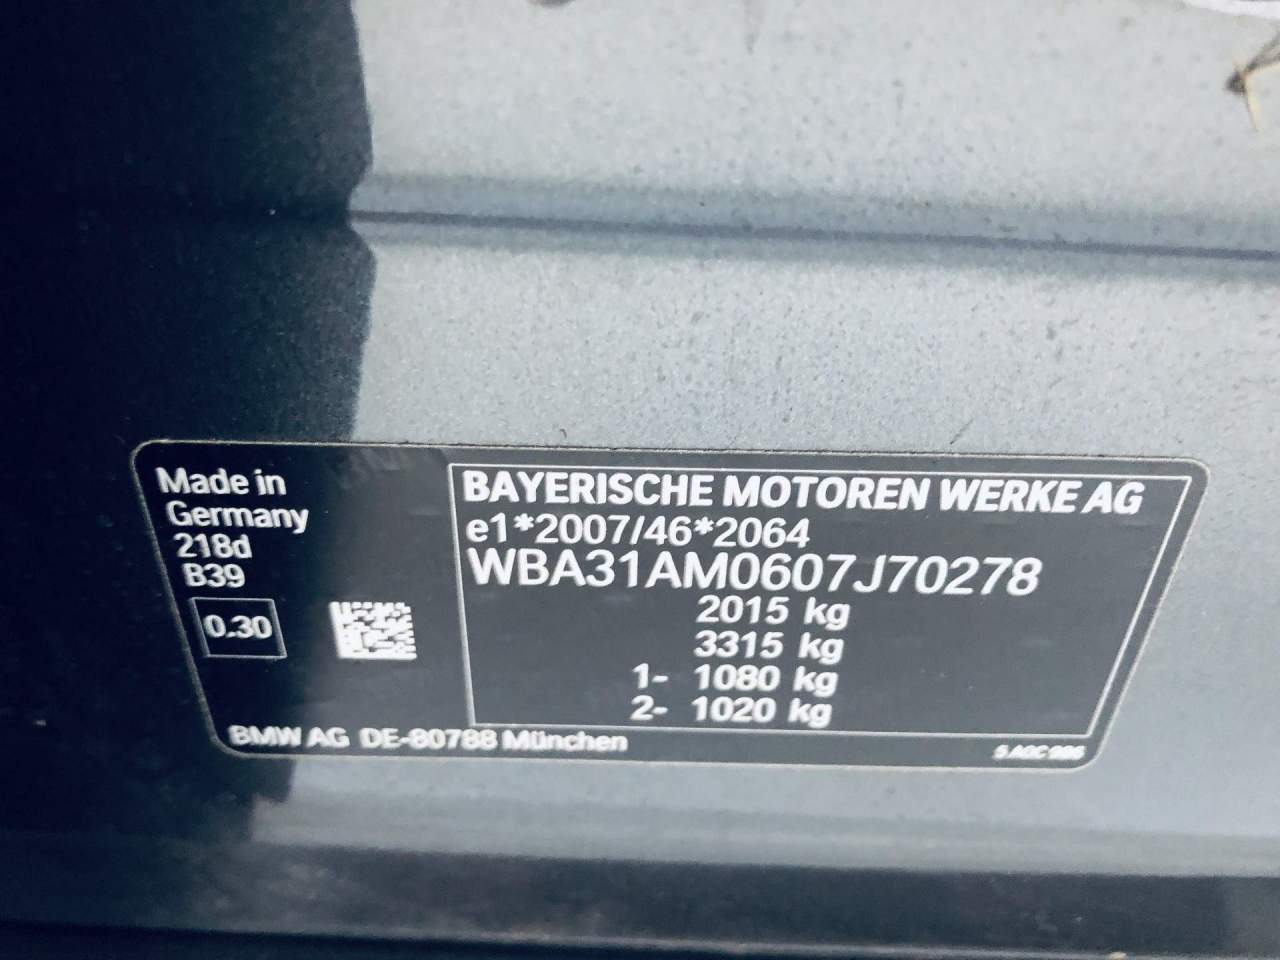 Made in
Germany
218d
B39
0.30
BAYERISCHE MOTOREN WERKE AG
e1*2007/46*2064
WBA31AM0607J70278
2015 kg
3315 kg
1- 1080 kg
2- 1020 kg
BMW AG DE-80788 München